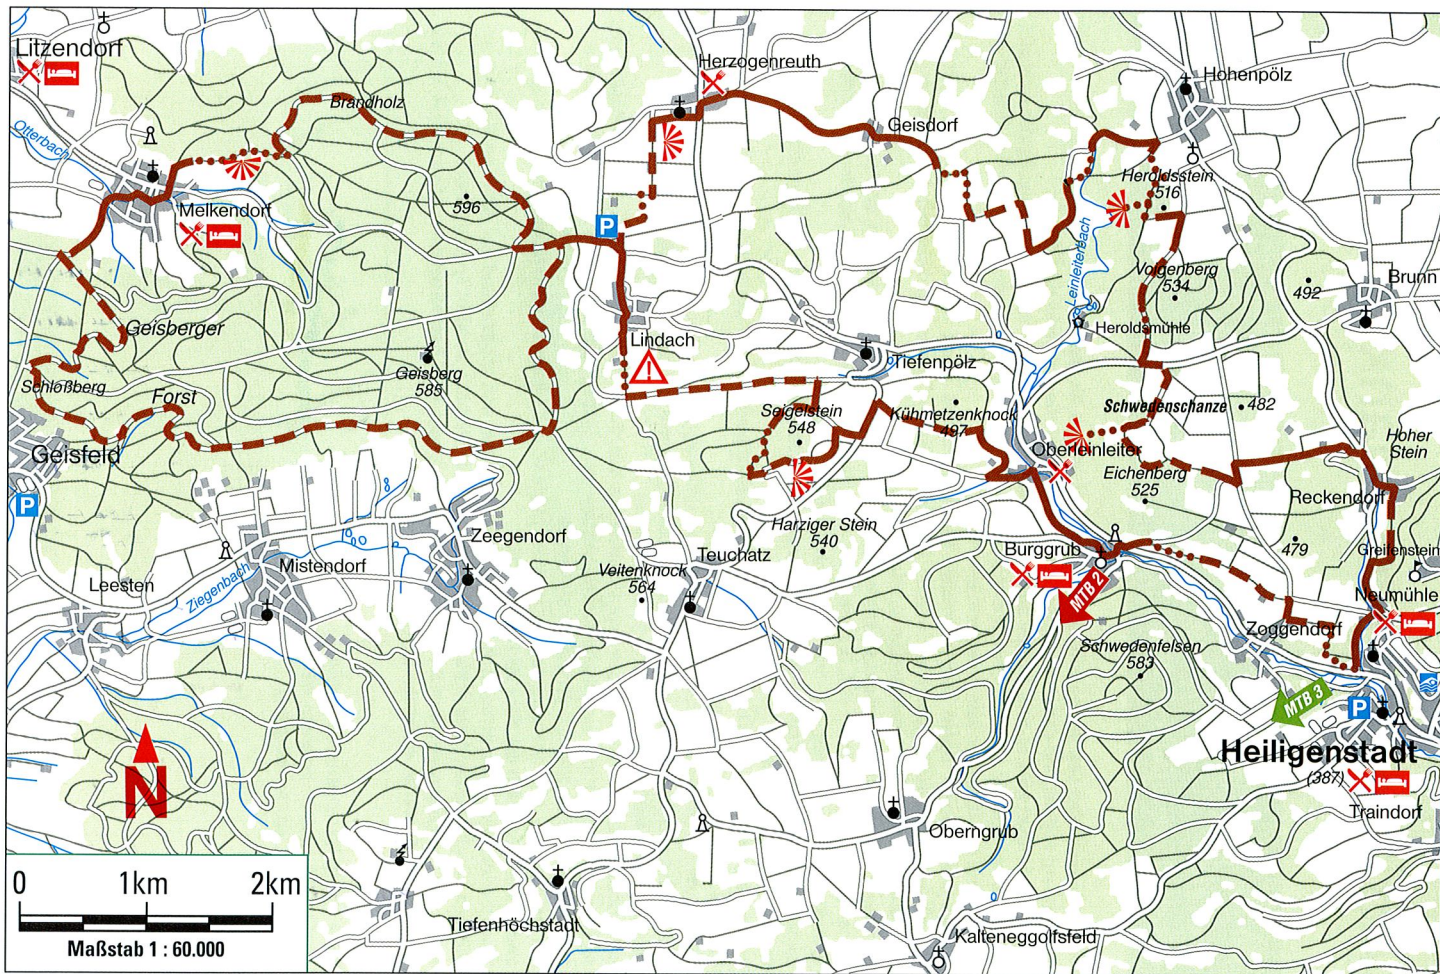 Litzendorf
Otterbach
Brandholz
Herzogenreuth
Hohenpölz
Geisdorf
Heroldsstein
516
Melkendorf
596
P
Leinleiterbach
Voigenberg
534
492
Brunn
Geisberger
Heroldsmühle
Lindach
Tiefenpölz
Schloßberg
Forst
Geisberg
585
Seigelstein
548
Kühmetzenknock
497
Schwedenschanze
482
Geisfeld
Oberleinleiter
Hoher
Stein
Eichenberg
525
Reckendorf
P
Zeegendorf
Harziger Stein
540
479
Mistendorf
Teuchatz
Burggrub
Greifenstein
Leesten
Ziegenbach
Veitenknock
564
MTB 2
Neumühle
Zoggendorf
Schwedenfelsen
583
MTB 3
P
Heiligenstadt
(387)
Traindorf
N
Oberngrub
0 1km 2km
Maßstab 1 : 60.000
Tiefenhöchstadt
Kalteneggolfsfeld